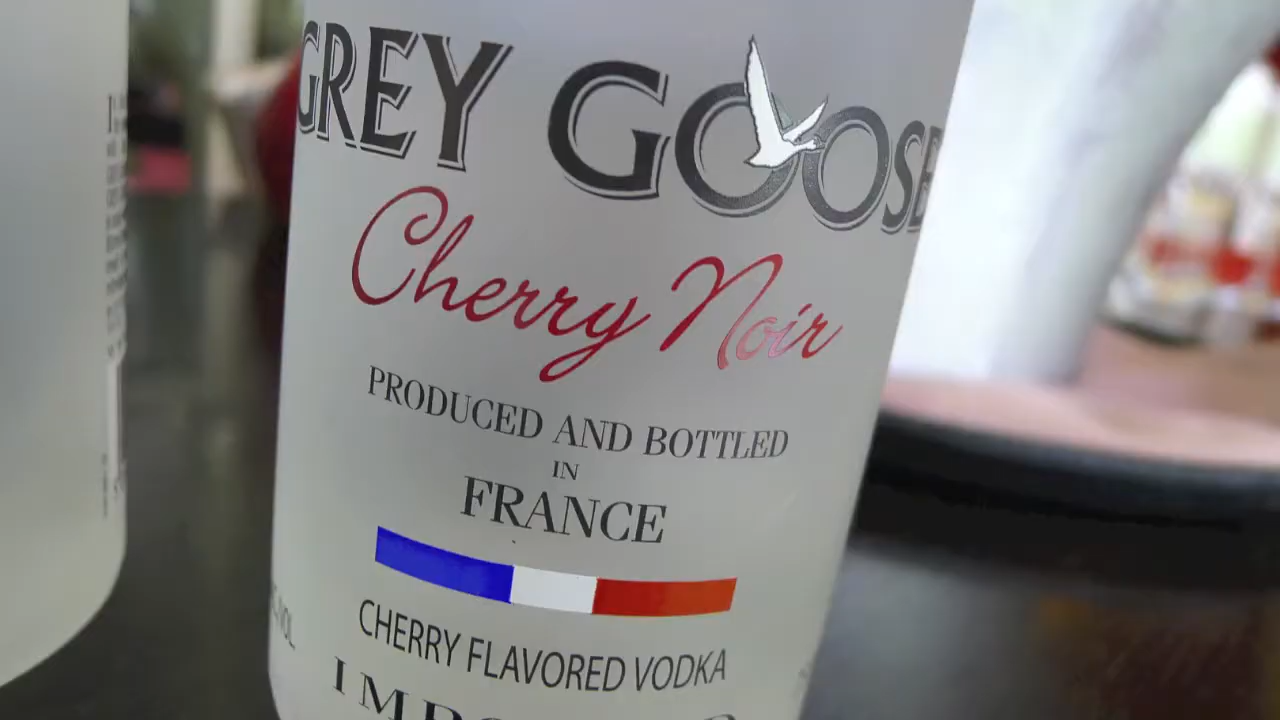 GREY GOOSE
Cherry Noir
PRODUCED AND BOTTLED
IN
FRANCE
CHERRY FLAVORED VODKA